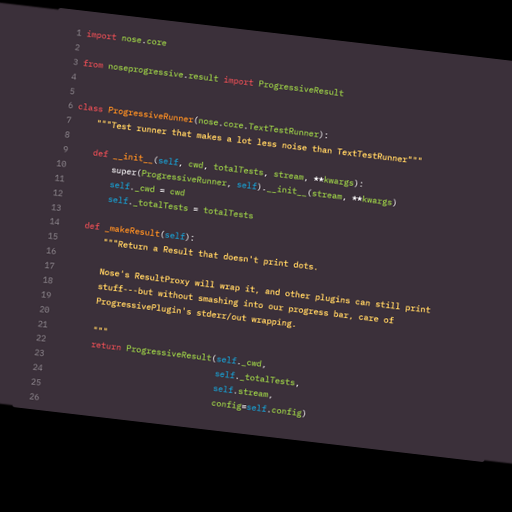 1 import nose.core
2
3 from noseprogressive.result import ProgressiveResult
4
5
6 class ProgressiveRunner(nose.core.TextTestRunner):
7     """Test runner that makes a lot less noise than TextTestRunner"""
8
9     def __init__(self, cwd, totalTests, stream, **kwargs):
10         super(ProgressiveRunner, self).__init__(stream, **kwargs)
11         self._cwd = cwd
12         self._totalTests = totalTests
13
14     def _makeResult(self):
15         """Return a Result that doesn't print dots.
16
17         Nose's ResultProxy will wrap it, and other plugins can still print
18         stuff---but without smashing into our progress bar, care of
19         ProgressivePlugin's stderr/out wrapping.
20
21         """
22         return ProgressiveResult(self._cwd,
23                                  self._totalTests,
24                                  self.stream,
25                                  config=self.config)
26